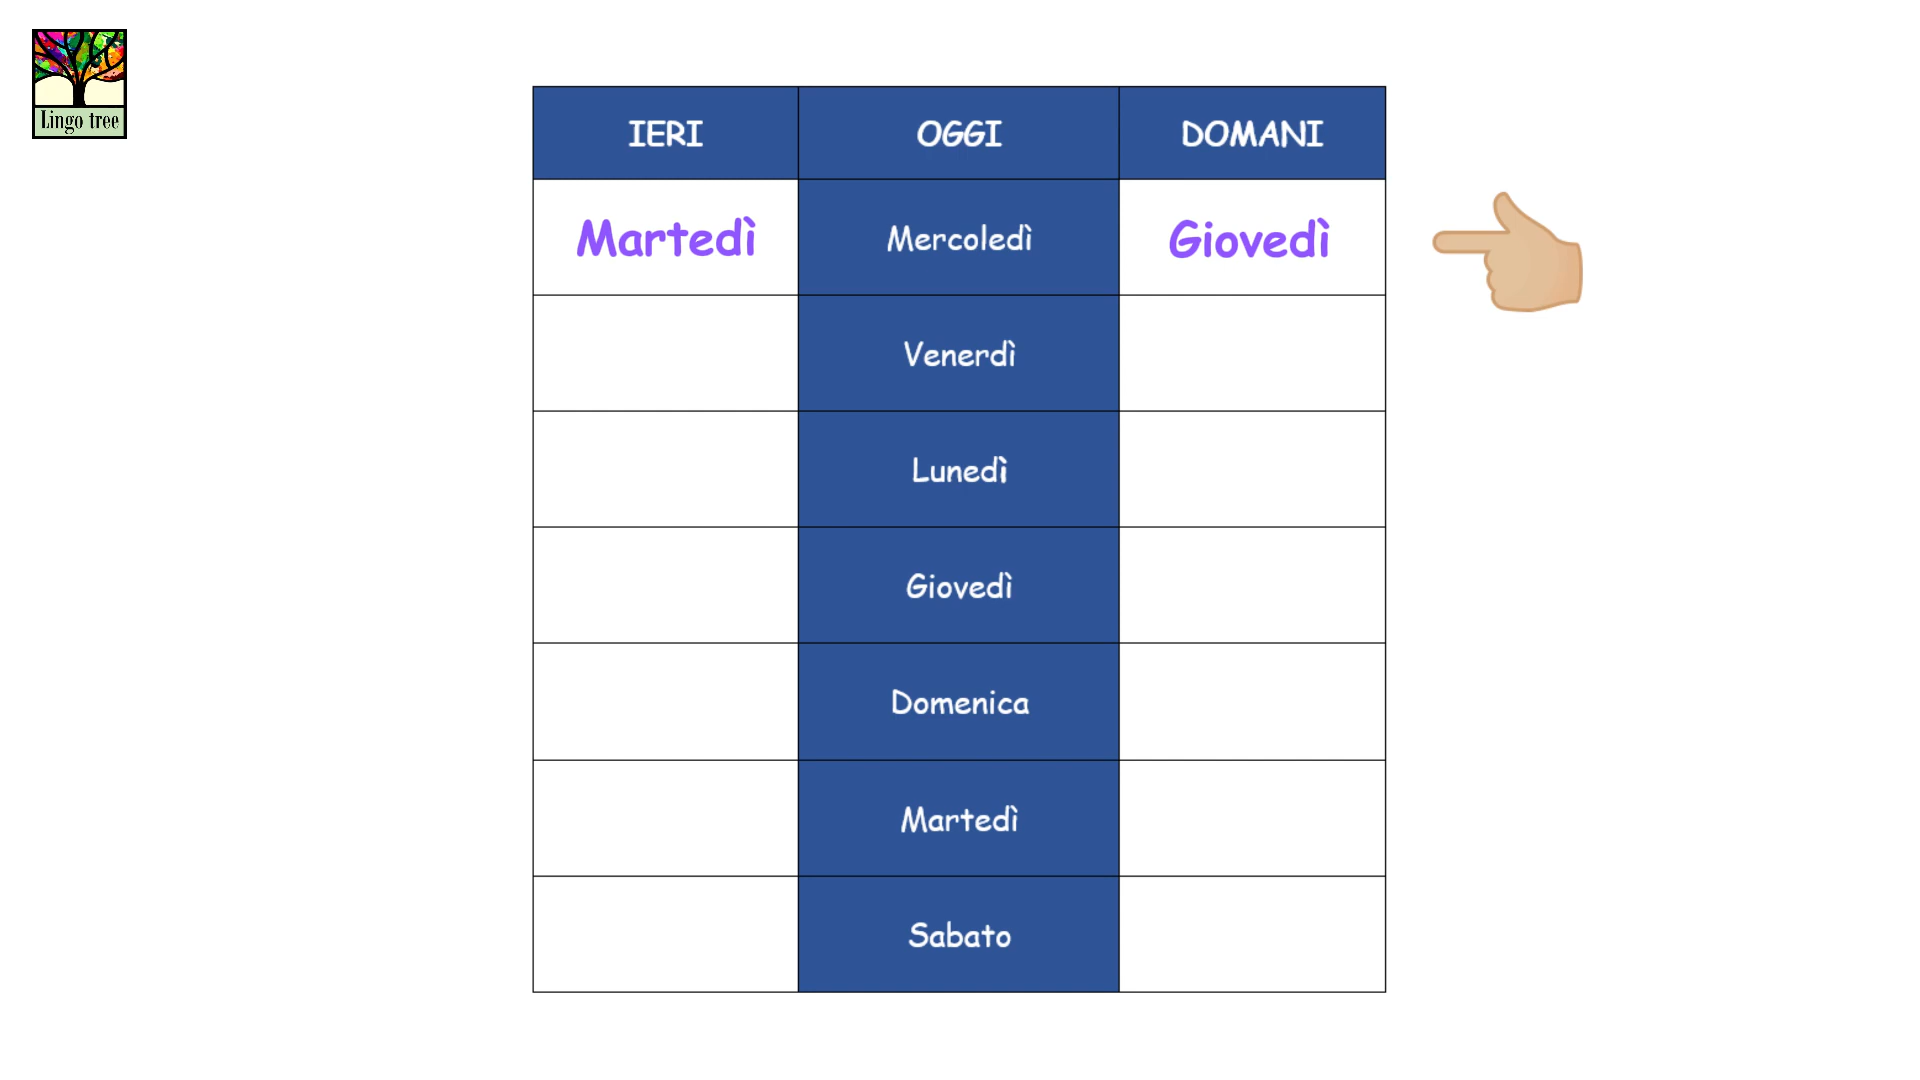 Lingo tree
IERI OGGI DOMANI
Martedì Mercoledì Giovedì
Venerdì
Lunedì
Giovedì
Domenica
Martedì
Sabato